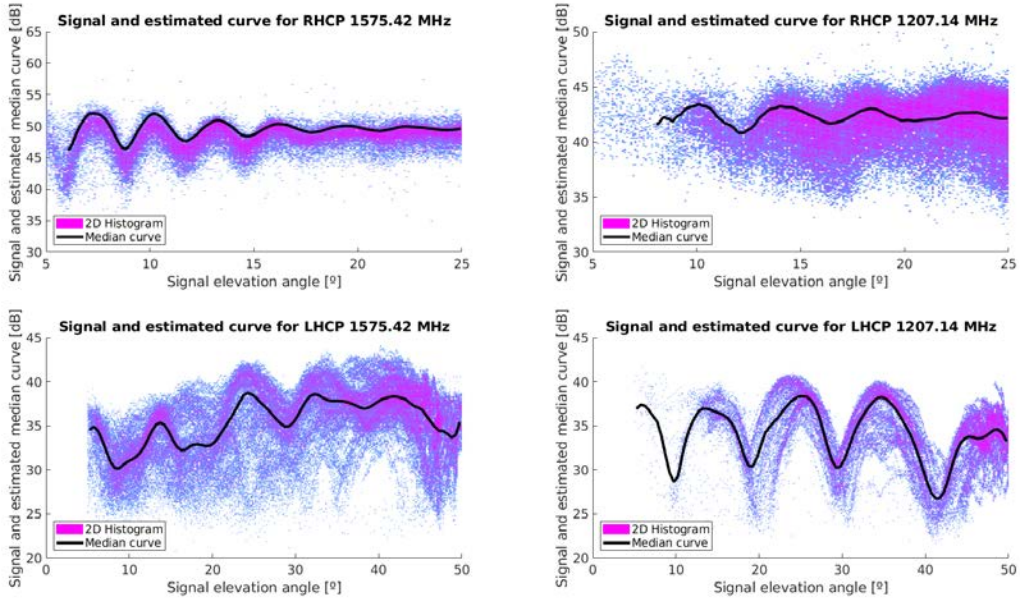 Signal and estimated curve for RHCP 1575.42 MHz
Signal and estimated median curve [dB]
65
60
55
50
45
40
35
30
2D Histogram
Median curve
5 10 15 20 25
Signal elevation angle [º]
Signal and estimated curve for RHCP 1207.14 MHz
Signal and estimated median curve [dB]
50
45
40
35
30
2D Histogram
Median curve
5 10 15 20 25
Signal elevation angle [º]
Signal and estimated curve for LHCP 1575.42 MHz
Signal and estimated median curve [dB]
45
40
35
30
25
20
2D Histogram
Median curve
0 10 20 30 40 50
Signal elevation angle [º]
Signal and estimated curve for LHCP 1207.14 MHz
Signal and estimated median curve [dB]
45
40
35
30
25
20
2D Histogram
Median curve
0 10 20 30 40 50
Signal elevation angle [º]